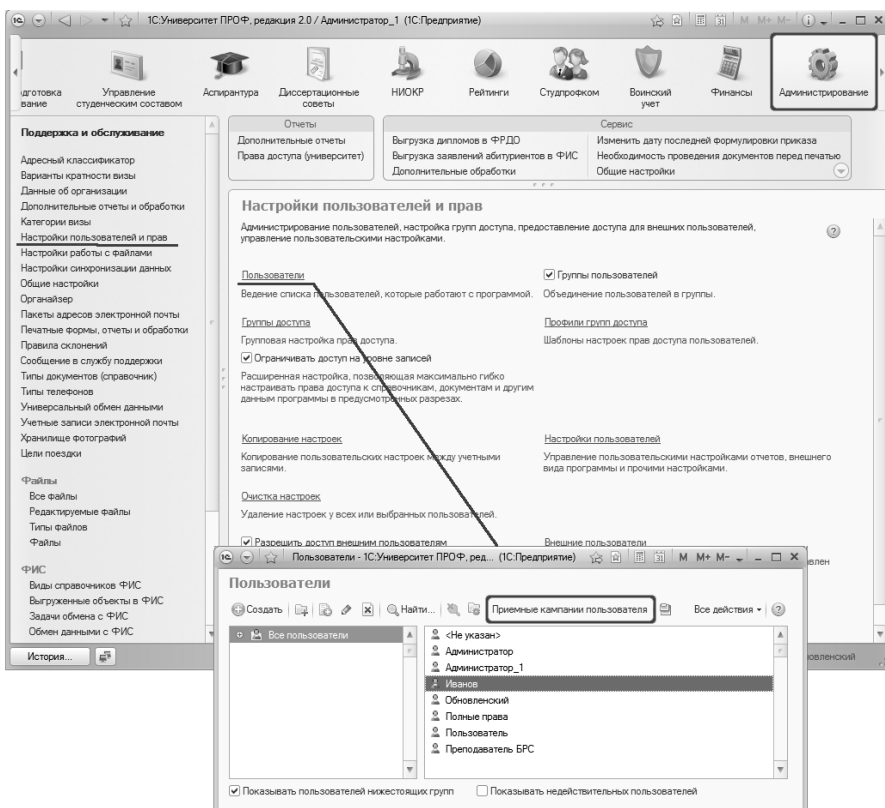 1С:Университет ПРОФ, редакция 2.0 / Администратор_1 (1С:Предприятие)
M M+ M-
Управление студенческим составом
Аспирантура
Диссертационные советы
НИОКР
Рейтинги
Студпрофком
Воинский учет
Финансы
Администрирование
Поддержка и обслуживание
Адресный классификатор
Варианты кратности визы
Данные об организации
Дополнительные отчеты и обработки
Категории визы
Настройки пользователей и прав
Настройки работы с файлами
Настройки синхронизации данных
Общие настройки
Органайзер
Пакеты адресов электронной почты
Печатные формы, отчеты и обработки
Правила склонений
Сообщение в службу поддержки
Типы документов (справочник)
Типы телефонов
Универсальный обмен данными
Учетные записи электронной почты
Хранилище фотографий
Цели поездки
Файлы
Все файлы
Редактируемые файлы
Типы файлов
Файлы
ФИС
Виды справочников ФИС
Выгруженные объекты в ФИС
Задачи обмена с ФИС
Обмен данными с ФИС
История...
Отчеты
Дополнительные отчеты
Права доступа (университет)
Сервис
Выгрузка дипломов в ФРДО
Выгрузка заявлений абитуриентов в ФИС
Дополнительные обработки
Изменить дату последней формулировки приказа
Необходимость проведения документов перед печатью
Общие настройки
Настройки пользователей и прав
Администрирование пользователей, настройка групп доступа, предоставление доступа для внешних пользователей,
управление пользовательскими настройками.
Пользователи
Ведение списка пользователей, которые работают с программой.
Группы пользователей
Объединение пользователей в группы.
Группы доступа
Групповая настройка прав доступа.
Профили групп доступа
Шаблоны настроек прав доступа пользователей.
Ограничивать доступ на уровне записей
Расширенная настройка, позволяющая максимально гибко
настраивать права доступа к справочникам, документам и другим
данным программы в предусмотренных разрезах.
Копирование настроек
Копирование пользовательских настроек между учетными
записями.
Настройки пользователей
Управление пользовательскими настройками отчетов, внешнего
вида программы и прочими настройками.
Очистка настроек
Удаление настроек у всех или выбранных пользователей.
Разрешить доступ внешним пользователям
Внешние пользователи
Пользователи - 1С:Университет ПРОФ, ред... (1С:Предприятие)
M M+ M-
Пользователи
Создать
Найти...
Приемные кампании пользователя
Все действия
Все пользователи
<Не указан>
Администратор
Администратор_1
Иванов
Обновленский
Полные права
Пользователь
Преподаватель БРС
Показывать пользователей нижестоящих групп
Показывать недействительных пользователей